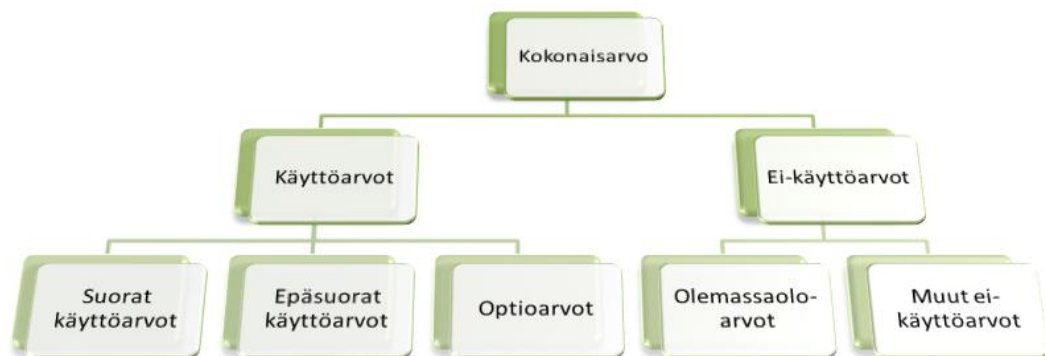 Kokonaisarvo
Käyttöarvot
Ei-käyttöarvot
Suorat
käyttöarvot
Epäsuorat
käyttöarvot
Optioarvot
Olemassaolo-
arvot
Muut ei-
käyttöarvot